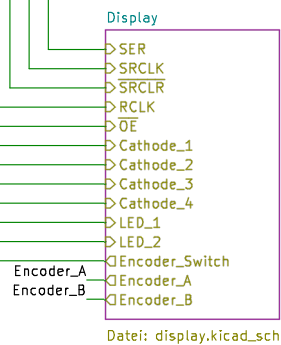 Display
SER
SRCLK
SRCLR
RCLK
OE
Cathode_1
Cathode_2
Cathode_3
Cathode_4
LED_1
LED_2
Encoder_Switch
Encoder_A Encoder_A
Encoder_B Encoder_B
Datei: display.kicad_sch